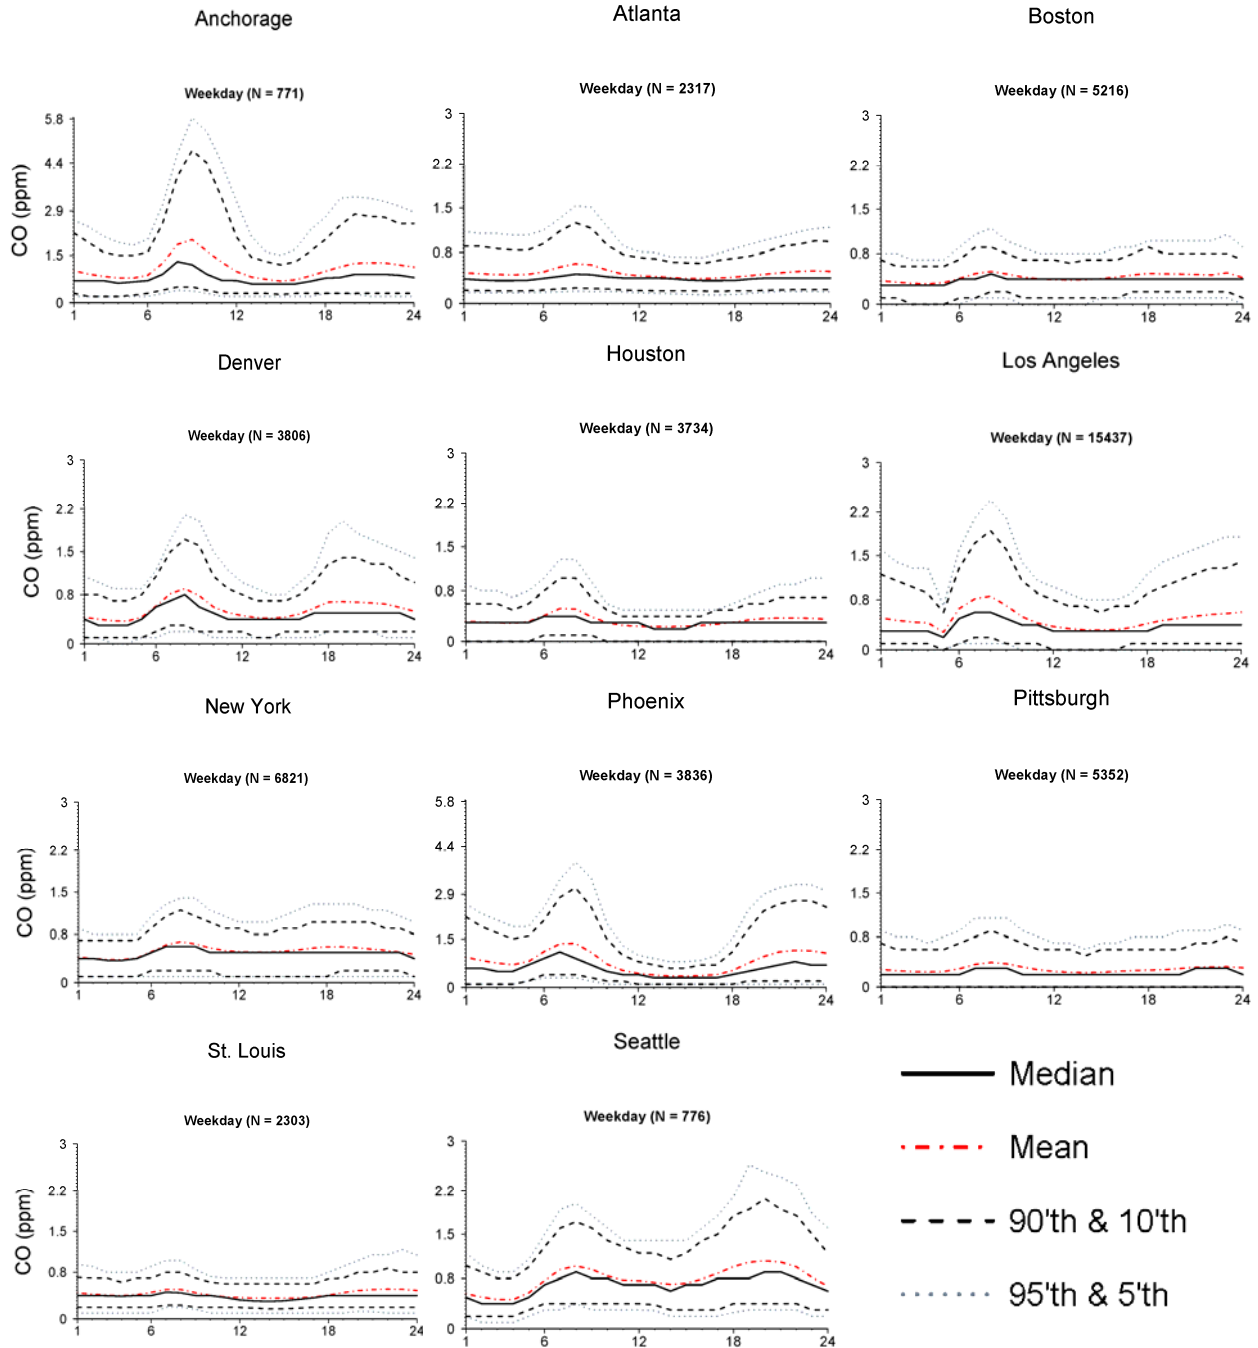 Anchorage
Atlanta
Boston
Weekday (N = 771)
Weekday (N = 2317)
Weekday (N = 5216)
CO (ppm)
5.8
4.4
2.9
1.5
0
1 6 12 18 24
3
2.2
1.5
0.8
0
1 6 12 18 24
3
2.2
1.5
0.8
0
1 6 12 18 24
Denver
Houston
Los Angeles
Weekday (N = 3806)
Weekday (N = 3734)
Weekday (N = 15437)
CO (ppm)
3
2.2
1.5
0.8
0
1 6 12 18 24
3
2.2
1.5
0.8
0
1 6 12 18 24
3
2.2
1.5
0.8
0
1 6 12 18 24
New York
Phoenix
Pittsburgh
Weekday (N = 6821)
Weekday (N = 3836)
Weekday (N = 5352)
CO (ppm)
3
2.2
1.5
0.8
0
1 6 12 18 24
5.8
4.4
2.9
1.5
0
1 6 12 18 24
3
2.2
1.5
0.8
0
1 6 12 18 24
St. Louis
Seattle
Weekday (N = 2303)
Weekday (N = 776)
CO (ppm)
3
2.2
1.5
0.8
0
1 6 12 18 24
3
2.2
1.5
0.8
0
1 6 12 18 24
Median
Mean
90'th & 10'th
95'th & 5'th